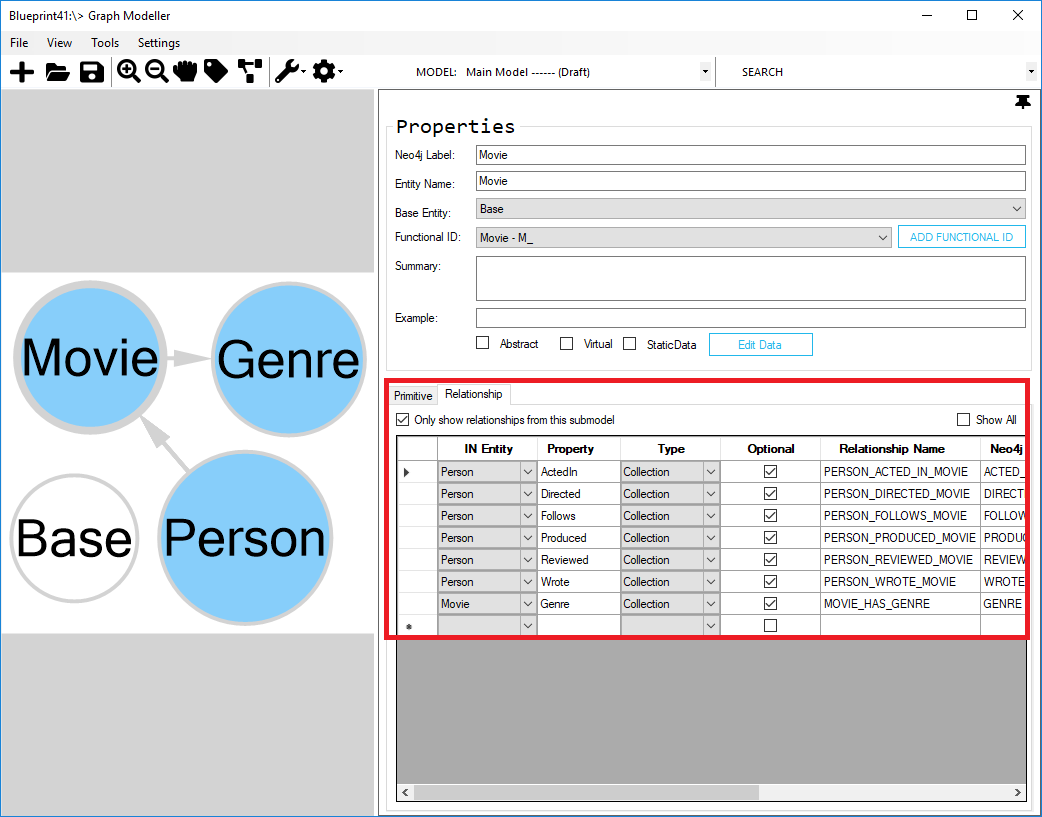 Blueprint41:\> Graph Modeller
File View Tools Settings
MODEL: Main Model ------ (Draft) SEARCH
Movie
Genre
Base
Person
Properties
Neo4j Label: Movie
Entity Name: Movie
Base Entity: Base
Functional ID: Movie - M_ ADD FUNCTIONAL ID
Summary:
Example:
Abstract Virtual StaticData Edit Data
Primitive Relationship
Only show relationships from this submodel Show All
IN Entity Property Type Optional Relationship Name Neo4j
Person ActedIn Collection PERSON_ACTED_IN_MOVIE ACTED_
Person Directed Collection PERSON_DIRECTED_MOVIE DIRECT
Person Follows Collection PERSON_FOLLOWS_MOVIE FOLLOW
Person Produced Collection PERSON_PRODUCED_MOVIE PRODUC
Person Reviewed Collection PERSON_REVIEWED_MOVIE REVIEW
Person Wrote Collection PERSON_WROTE_MOVIE WROTE
Movie Genre Collection MOVIE_HAS_GENRE GENRE